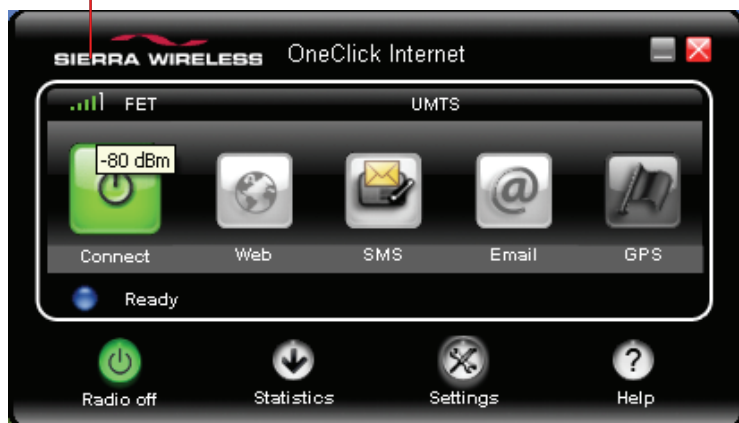 SIERRA WIRELESS OneClick Internet
FET UMTS
-80 dBm
@
Connect Web SMS Email GPS
Ready
?
Radio off Statistics Settings Help